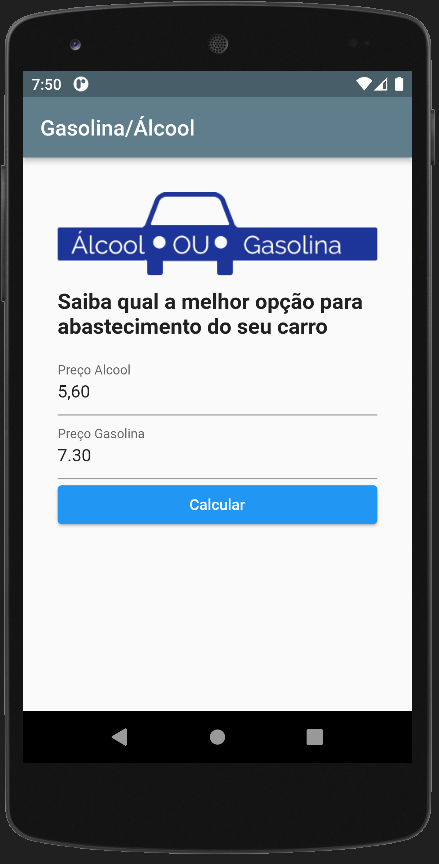 7:50
Gasolina/Álcool
Álcool OU Gasolina
Saiba qual a melhor opção para
abastecimento do seu carro
Preço Alcool
5,60
Preço Gasolina
7.30
Calcular